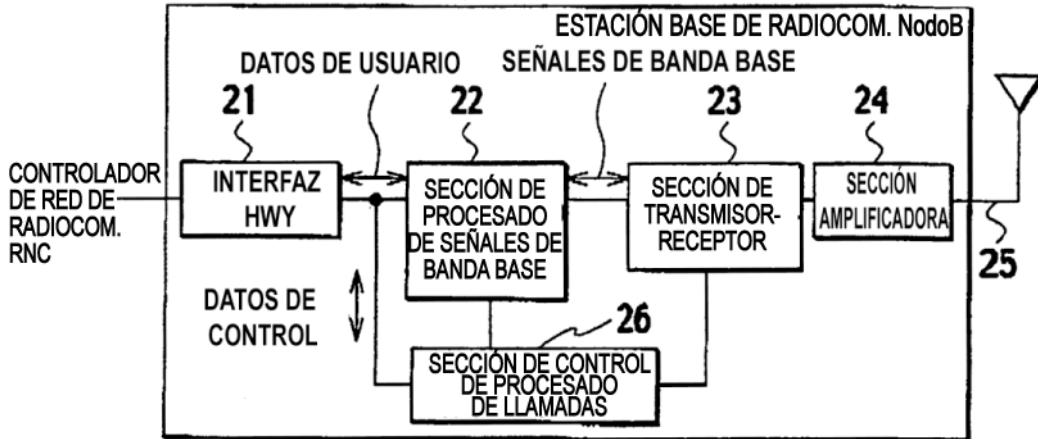 ESTACIÓN BASE DE RADIOCOM. NodoB
DATOS DE USUARIO
SEÑALES DE BANDA BASE
21
22
23
24
CONTROLADOR
DE RED DE
RADIOCOM.
RNC
INTERFAZ
HWY
SECCIÓN DE
PROCESADO
DE SEÑALES DE
BANDA BASE
SECCIÓN DE
TRANSMISOR-
RECEPTOR
SECCIÓN
AMPLIFICADORA
25
DATOS DE
CONTROL
26
SECCIÓN DE CONTROL
DE PROCESADO
DE LLAMADAS